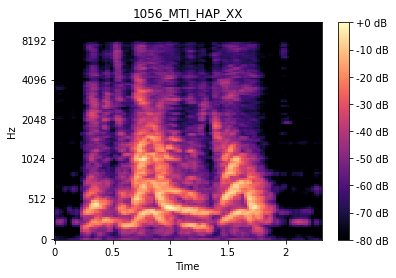 1056_MTI_HAP_XX
+0 dB
8192
-10 dB
4096
-20 dB
-30 dB
2048
Hz
-40 dB
1024
-50 dB
512
-60 dB
-70 dB
0
-80 dB
0
0.5
1
1.5
2
Time